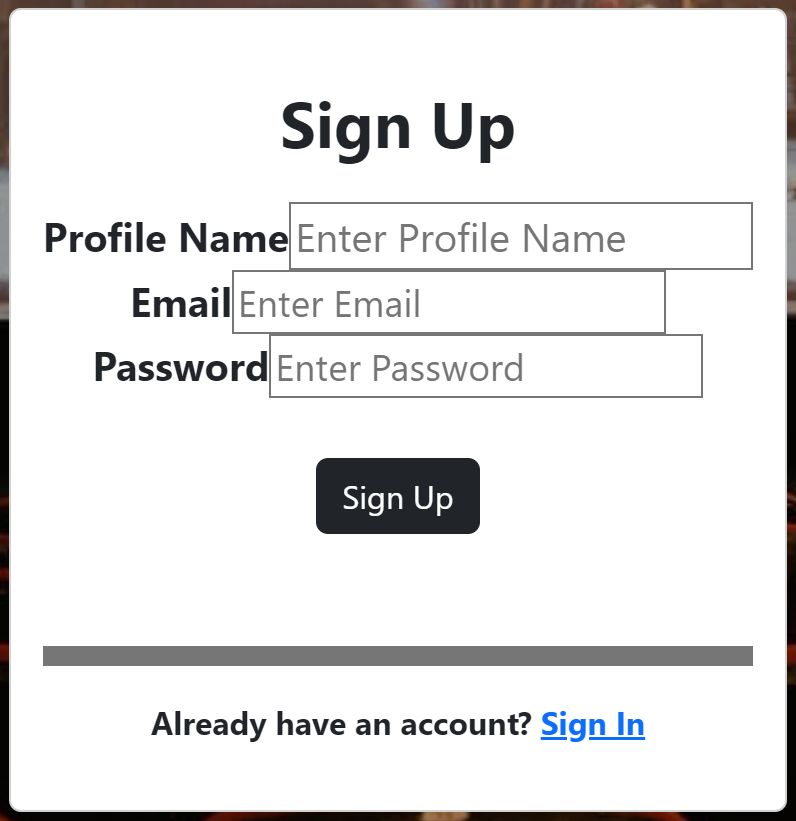 Sign Up
Profile Name Enter Profile Name
Email Enter Email
Password Enter Password
Sign Up
Already have an account? Sign In